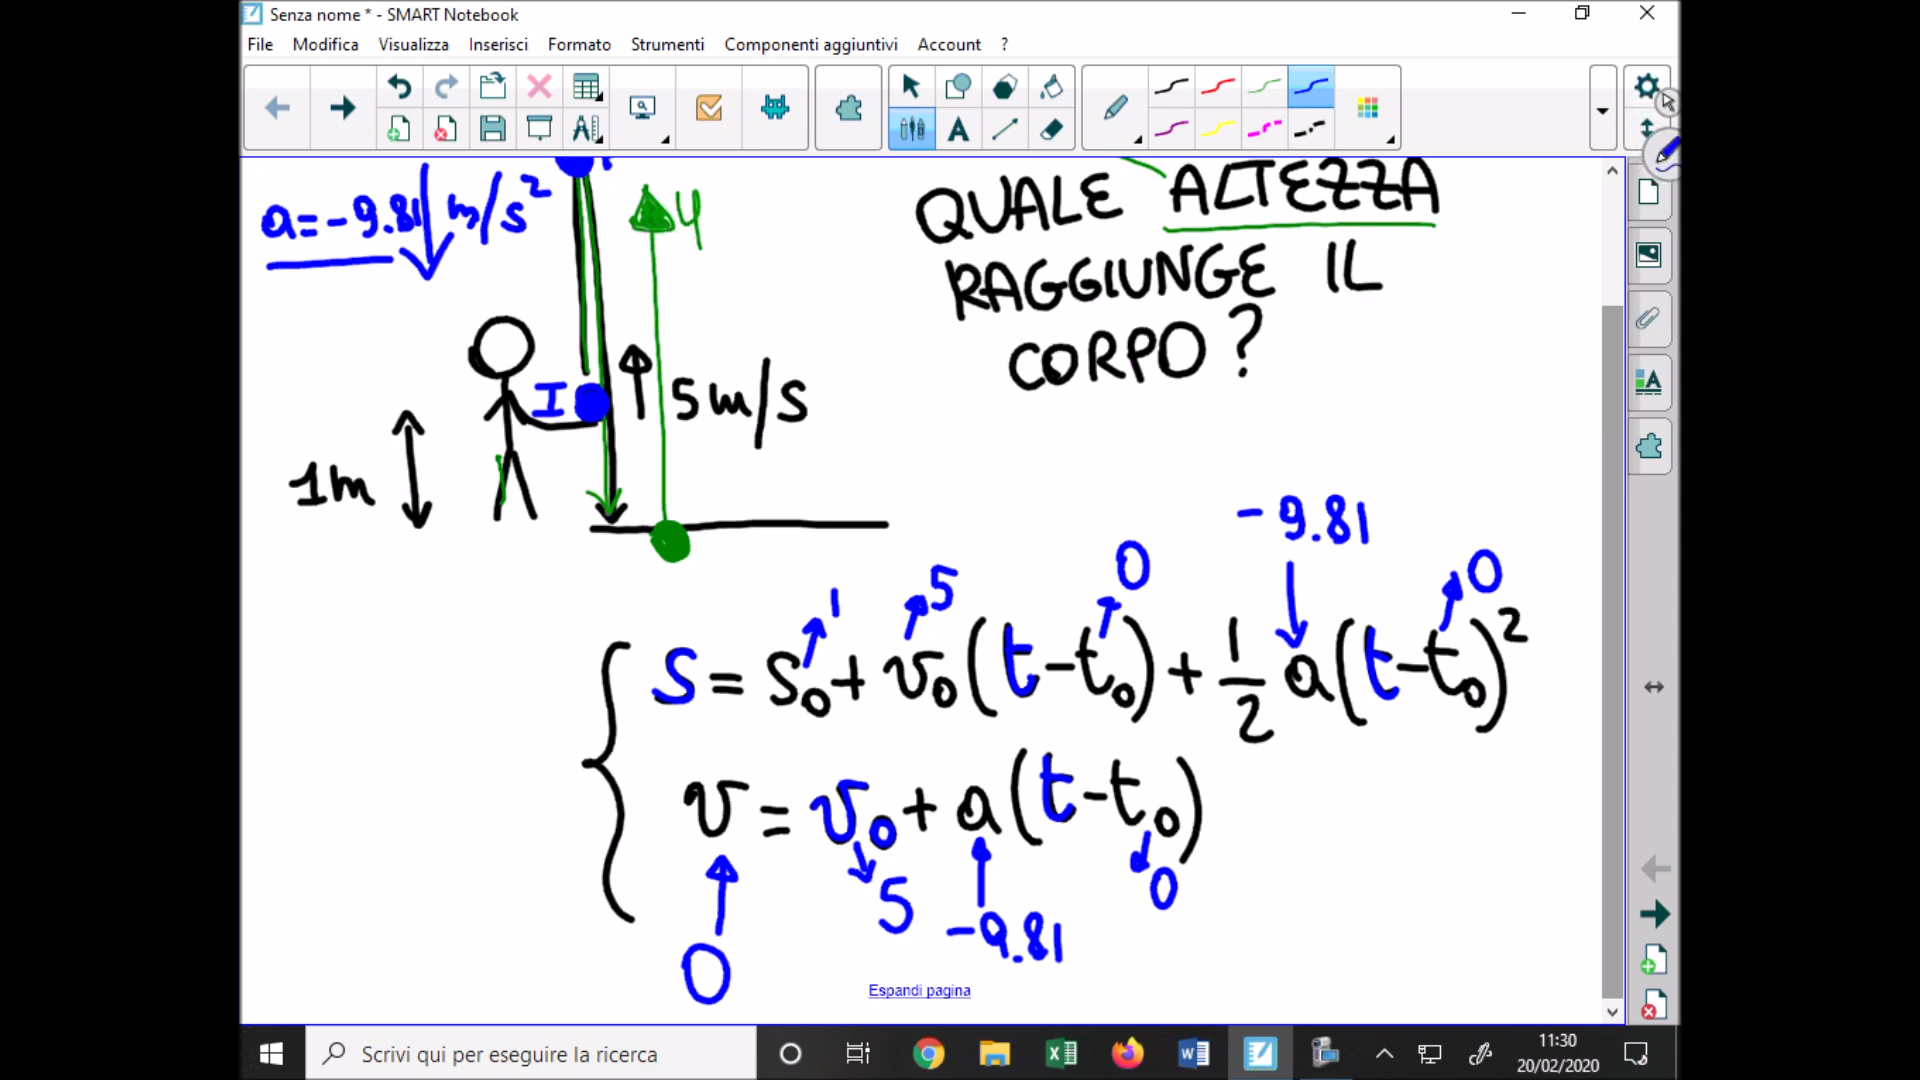 Senza nome * - SMART Notebook
File Modifica Visualizza Inserisci Formato Strumenti Componenti aggiuntivi Account ?
a = -9.81 m/s²
y
QUALE ALTEZZA
RAGGIUNGE IL
CORPO?
I
5m/s
1m
-9.81
1 5 0 0
s = s₀ + v₀(t-t₀) + 1/2 a(t-t₀)²
v = v₀ + a(t-t₀)
0 5 -9.81 0
Espandi pagina
Scrivi qui per eseguire la ricerca
11:30
20/02/2020